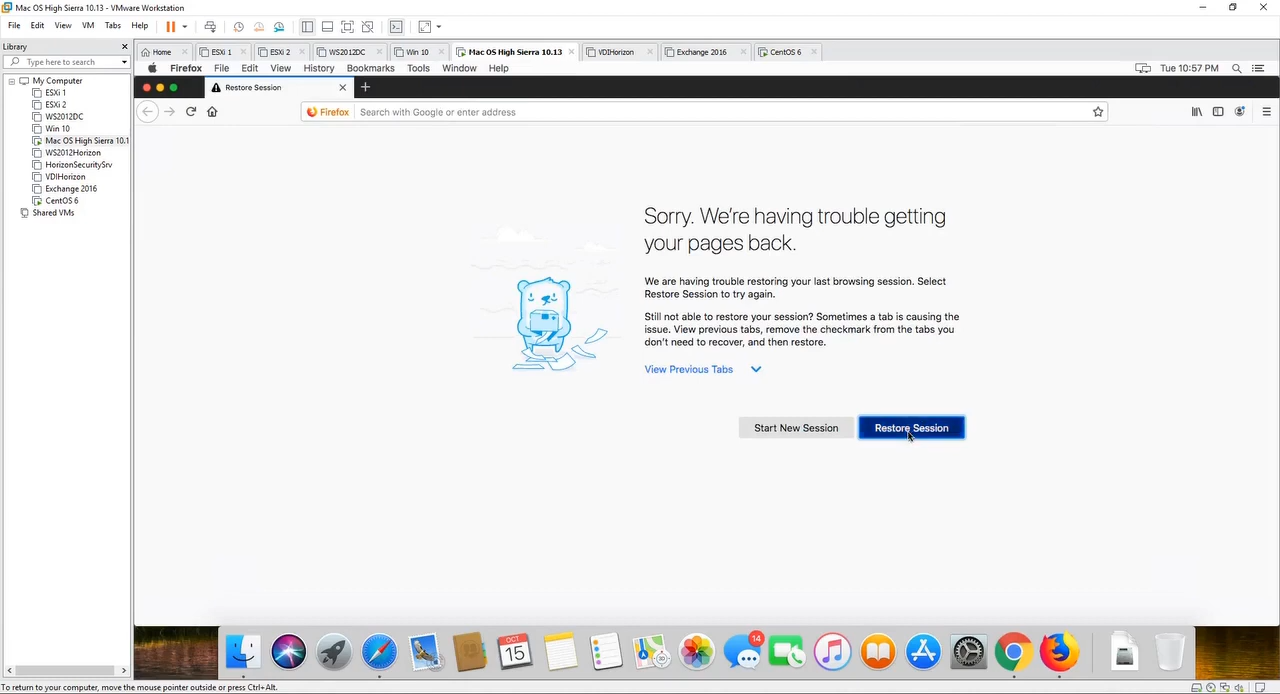 Mac OS High Sierra 10.13 - VMware Workstation
File Edit View VM Tabs Help
Library
Type here to search
My Computer
ESXi 1
ESXi 2
WS2012DC
Win 10
Mac OS High Sierra 10.1
WS2012Horizon
HorizonSecuritySrv
VDIHorizon
Exchange 2016
CentOS 6
Shared VMs
Home ESXi 1 ESXi 2 WS2012DC Win 10 Mac OS High Sierra 10.13 VDIHorizon Exchange 2016 CentOS 6
Firefox File Edit View History Bookmarks Tools Window Help Tue 10:57 PM
Restore Session
Firefox Search with Google or enter address
Sorry. We're having trouble getting
your pages back.
We are having trouble restoring your last browsing session. Select
Restore Session to try again.
Still not able to restore your session? Sometimes a tab is causing the
issue. View previous tabs, remove the checkmark from the tabs you
don't need to recover, and then restore.
View Previous Tabs
Start New Session Restore Session
OCT
15
14
To return to your computer, move the mouse pointer outside or press Ctrl+Alt.